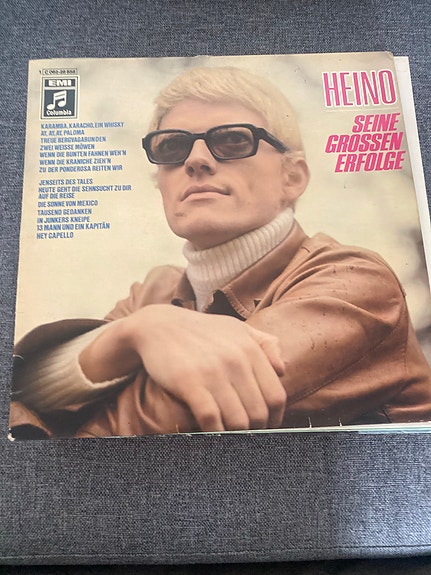 1 C 062-28 858
EMI
Columbia
HEINO
SEINE
GROSSEN
ERFOLGE
KARAMBA, KARACHO, EIN WHISKY
AY, AY, AY, PALOMA
TREUE BERGVAGABUNDEN
ZWEI WEISSE MÖWEN
WENN DIE BUNTEN FAHNEN WEH'N
WENN DIE KRANICHE ZIEH'N
ZU DER PONDEROSA REITEN WIR
JENSEITS DES TALES
HEUTE GEHT DIE SEHNSUCHT ZU DIR
AUF DIE REISE
DIE SONNE VON MEXICO
TAUSEND GEDANKEN
IN JUNKERS KNEIPE
13 MANN UND EIN KAPITÄN
HEY CAPELLO